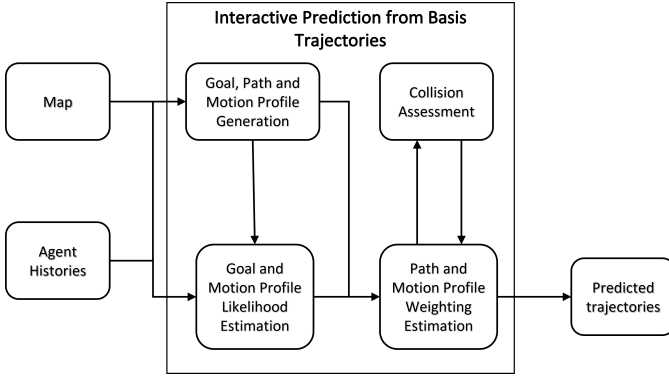 Interactive Prediction from Basis
Trajectories
Map
Goal, Path and
Motion Profile
Generation
Collision
Assessment
Agent
Histories
Goal and
Motion Profile
Likelihood
Estimation
Path and
Motion Profile
Weighting
Estimation
Predicted
trajectories